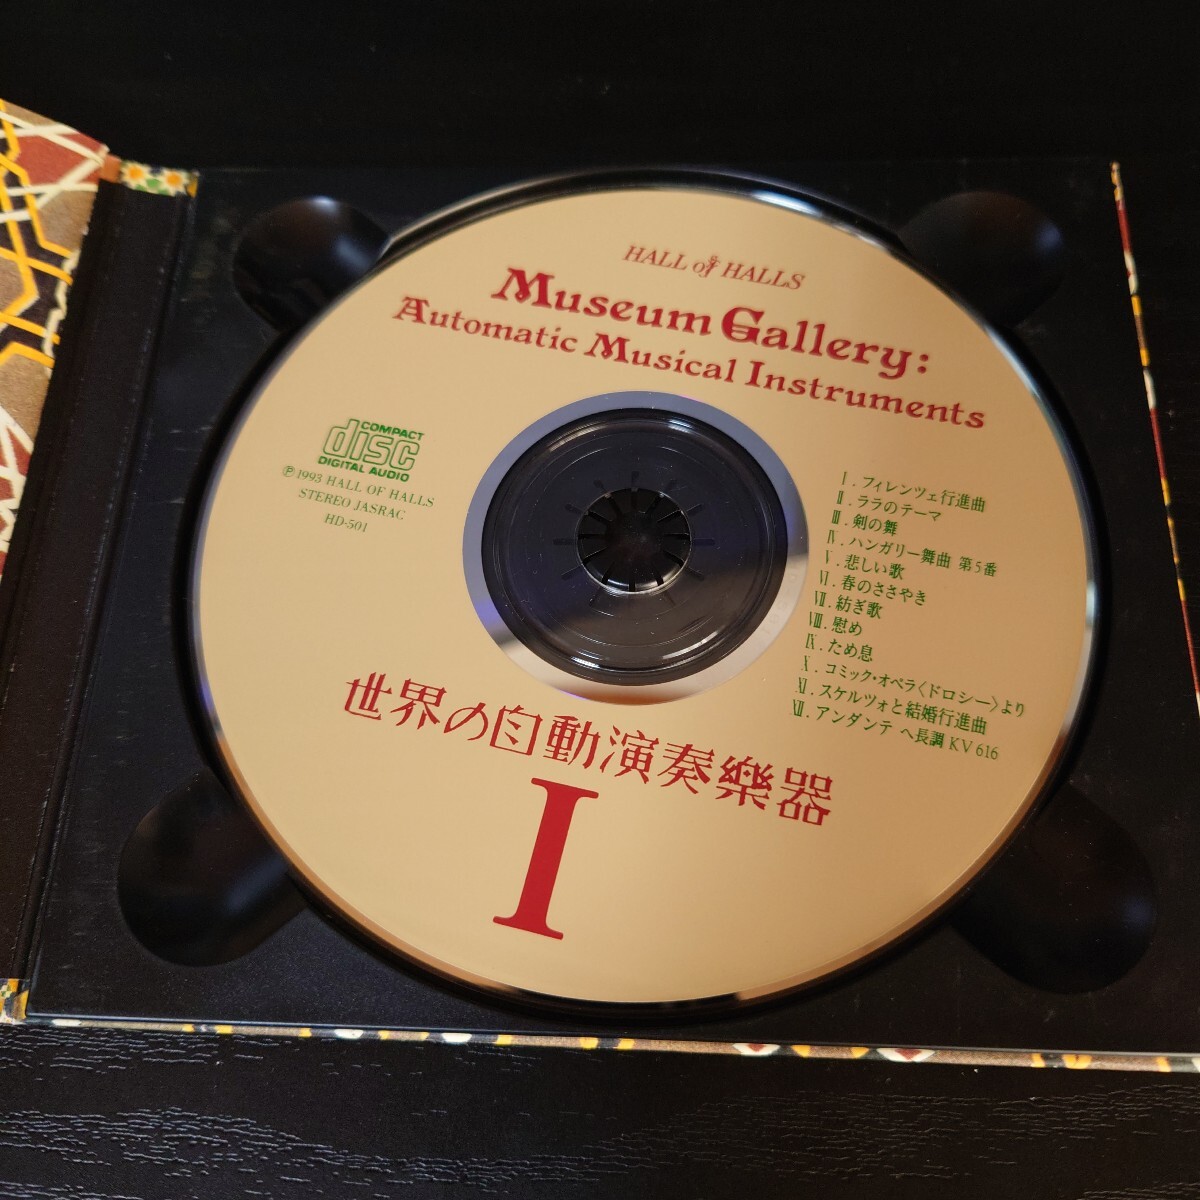 HALL of HALLS
Museum Gallery:
Automatic Musical Instruments
COMPACT
disc
DIGITAL AUDIO
Ⓟ1993 HALL OF HALLS
STEREO JASRAC
HD-501
Ⅰ. フィレンツェ行進曲
Ⅱ. ララのテーマ
Ⅲ. 剣の舞
Ⅳ. ハンガリー舞曲 第5番
Ⅴ. 悲しい歌
Ⅵ. 春のささやき
Ⅶ. 紡ぎ歌
Ⅷ. 慰め
Ⅸ. ため息
Ⅹ. コミック・オペラ〈ドロシー〉より
Ⅺ. スケルツォと結婚行進曲
Ⅻ. アンダンテ ヘ長調 KV 616
世界の自動演奏樂器
I